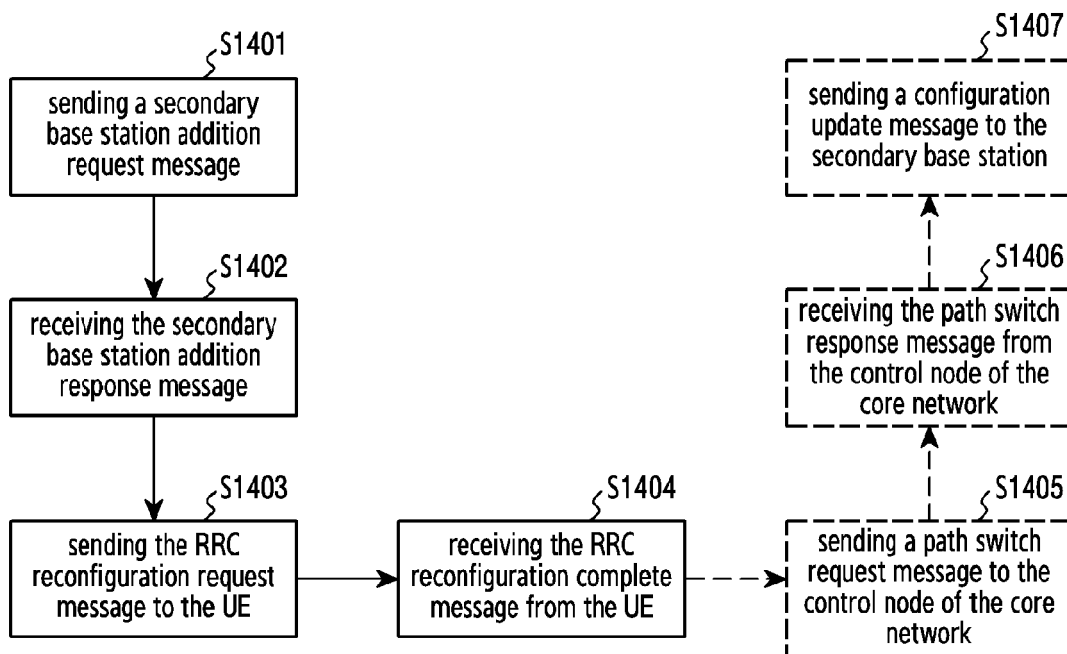 S1401
sending a secondary
base station addition
request message
S1402
receiving the secondary
base station addition
response message
S1403
sending the RRC
reconfiguration request
message to the UE
S1404
receiving the RRC
reconfiguration complete
message from the UE
S1405
sending a path switch
request message to the
control node of the core
network
S1406
receiving the path switch
response message from
the control node of the
core network
S1407
sending a configuration
update message to the
secondary base station